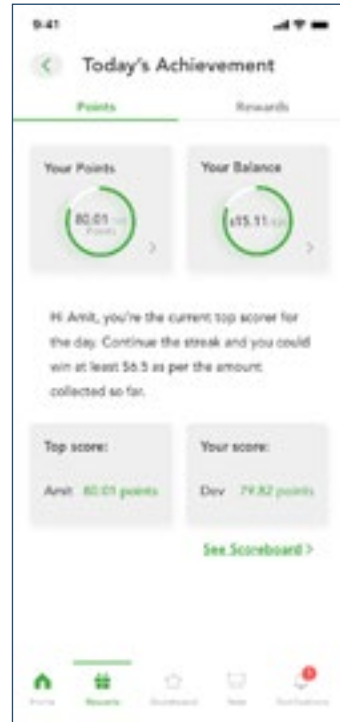 9:41
Today's Achievement
Points Rewards
Your Points Your Balance
80.01
Points
$15.11
Hi Amit, you're the current top scorer for
the day. Continue the streak and you could
win at least $6.5 as per the amount
collected so far.
Top score: Your score:
Amit 80.01 points Dev 79.82 points
See Scoreboard >
Rewards